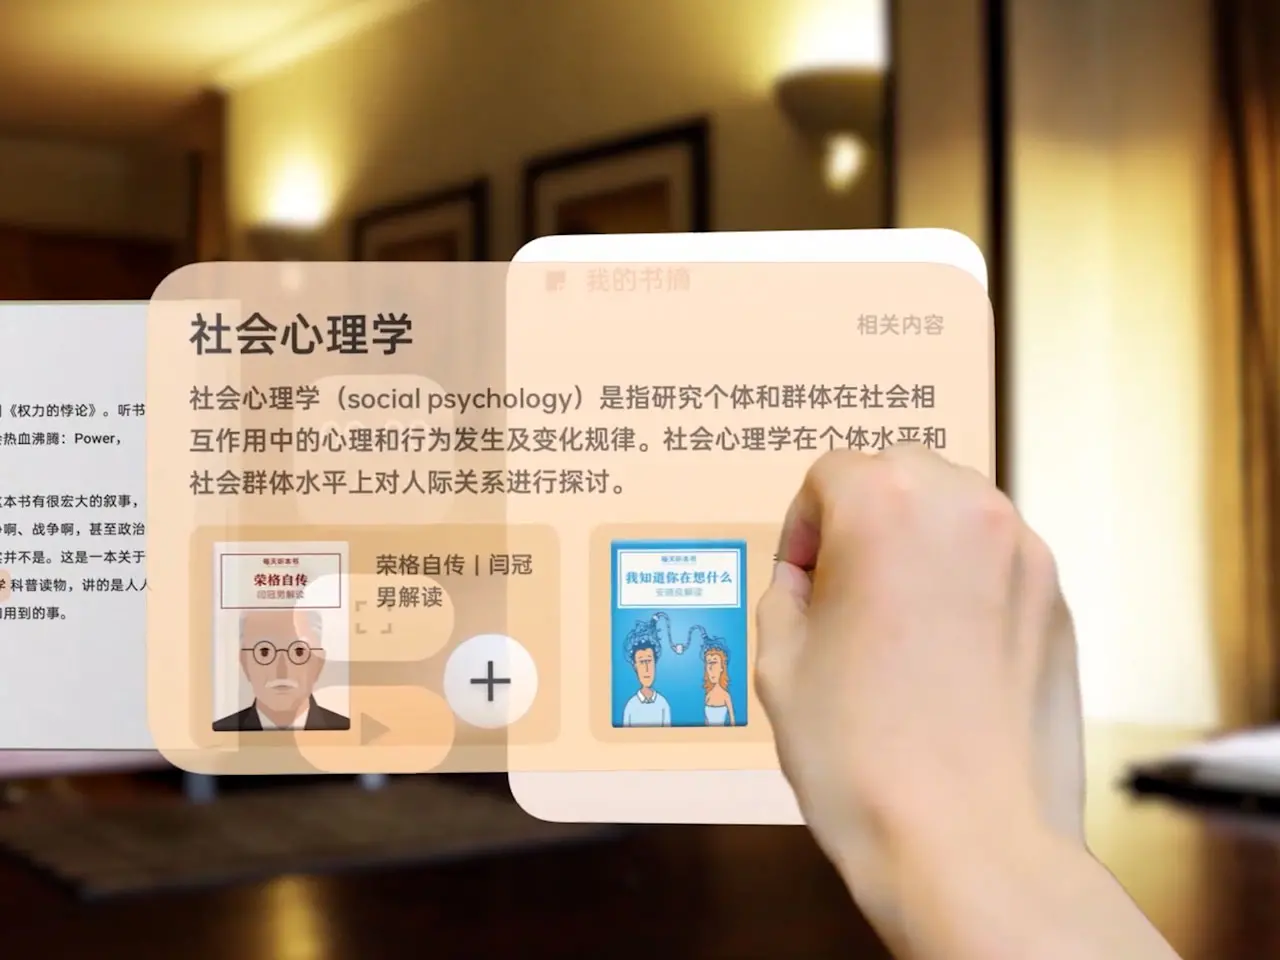 我的书摘
社会心理学
相关内容
社会心理学（social psychology）是指研究个体和群体在社会相
互作用中的心理和行为发生及变化规律。社会心理学在个体水平和
社会群体水平上对人际关系进行探讨。
《权力的悖论》。听书
热血沸腾：Power，
本书有很宏大的叙事，
啊、战争啊，甚至政治
并不是。这是一本关于
学 科普读物，讲的是人人
用到的事。
每天听本书
荣格自传
闫冠男解读
荣格自传 | 闫冠
男解读
每天听本书
我知道你在想什么